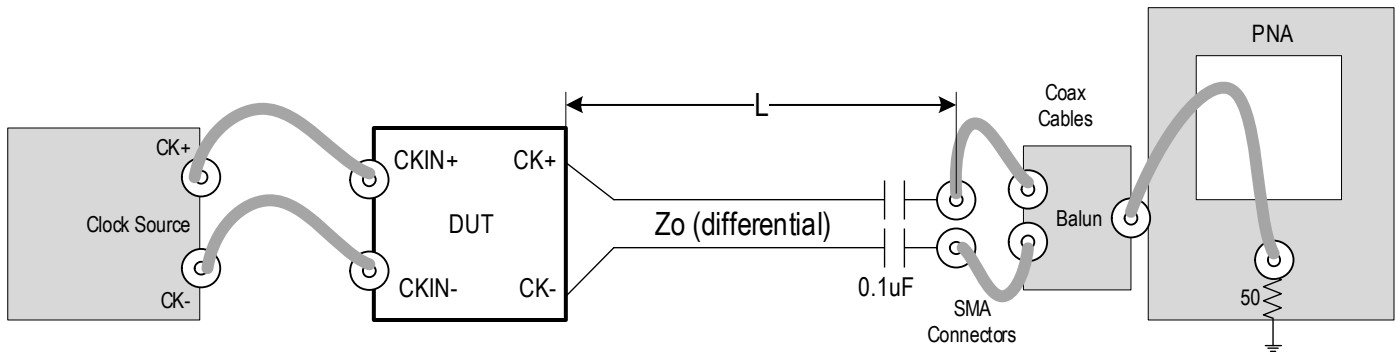 CK+
Clock Source
CK-
CKIN+
CK+
DUT
CKIN-
CK-
L
Zo (differential)
0.1uF
SMA
Connectors
Coax
Cables
Balun
PNA
50